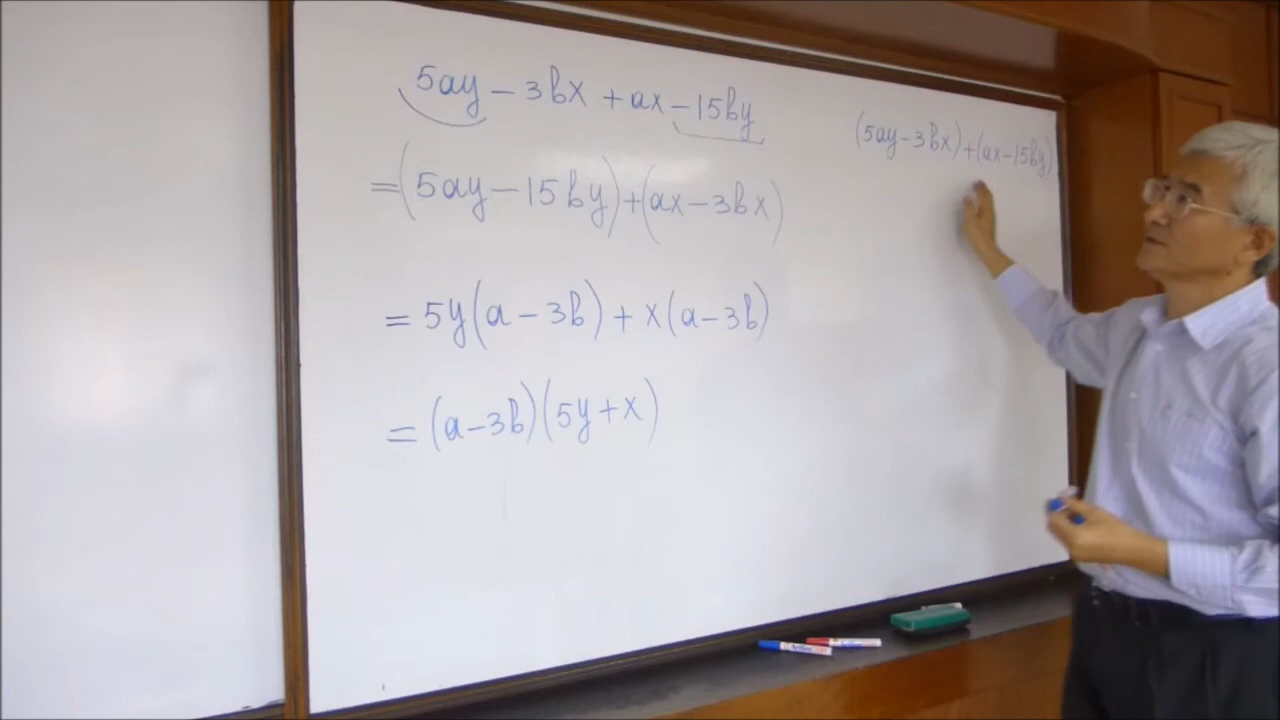 5ay - 3bx + ax - 15by
= (5ay - 15by) + (ax - 3bx)
= 5y(a - 3b) + x(a - 3b)
= (a - 3b)(5y + x)
(5ay - 3bx) + (ax - 15by)